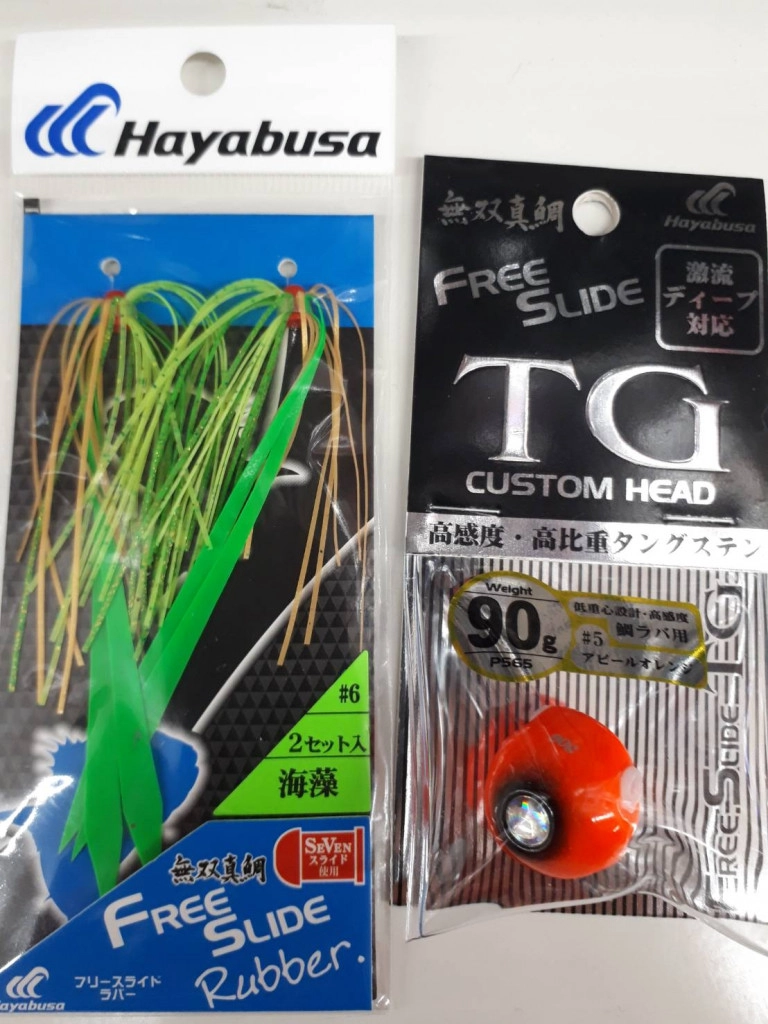 Hayabusa
#6
2セット入
海藻
無双真鯛
SEVEN
スライド
使用
FREE
SLIDE
Rubber.
フリースライド
ラバー
Hayabusa
無双真鯛
Hayabusa
FREE
SLIDE
激流
ディープ
対応
TG
CUSTOM HEAD
高感度・高比重タングステン
Weight
90g
P565
低重心設計・高感度
#5 鯛ラバ用
アピールオレンジ
FREE SLIDE TG